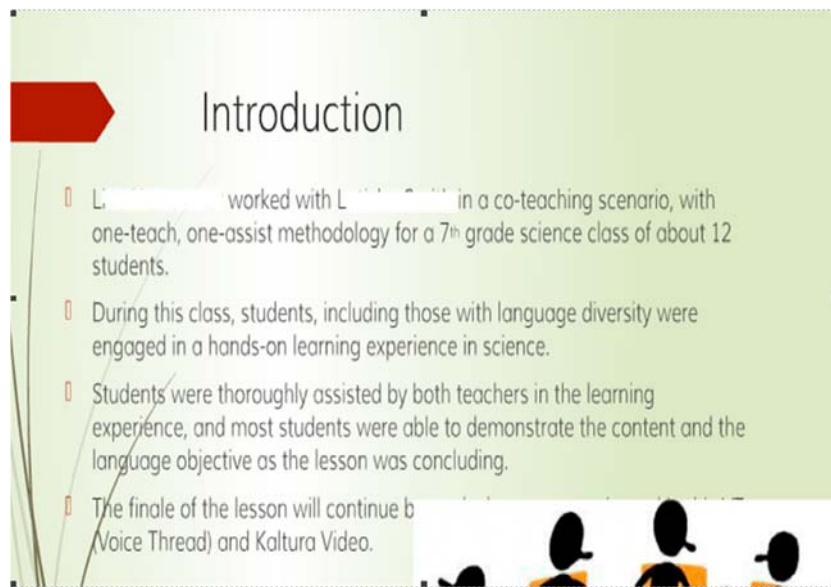 Introduction
L worked with L in a co-teaching scenario, with
one-teach, one-assist methodology for a 7th grade science class of about 12
students.
During this class, students, including those with language diversity were
engaged in a hands-on learning experience in science.
Students were thoroughly assisted by both teachers in the learning
experience, and most students were able to demonstrate the content and the
language objective as the lesson was concluding.
The finale of the lesson will continue
(Voice Thread) and Kaltura Video.